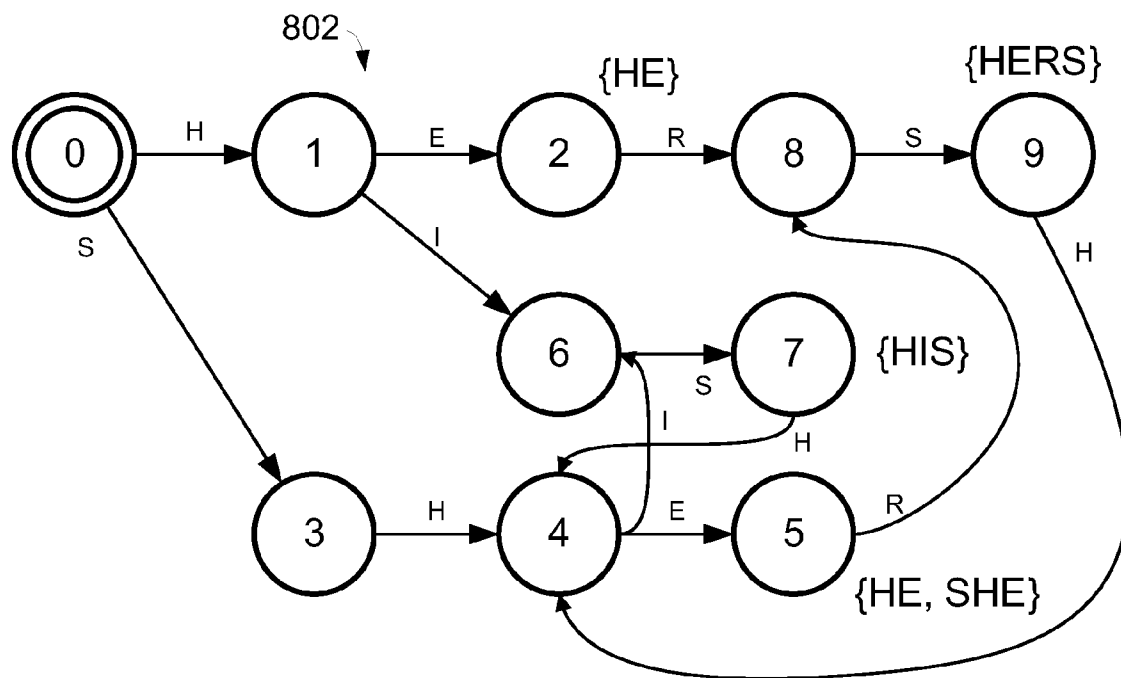 802
{HE}
{HERS}
0 H 1 E 2 R 8 S 9
S
I
H
6 S 7 {HIS}
I
H
3 H 4 E 5 R
{HE, SHE}